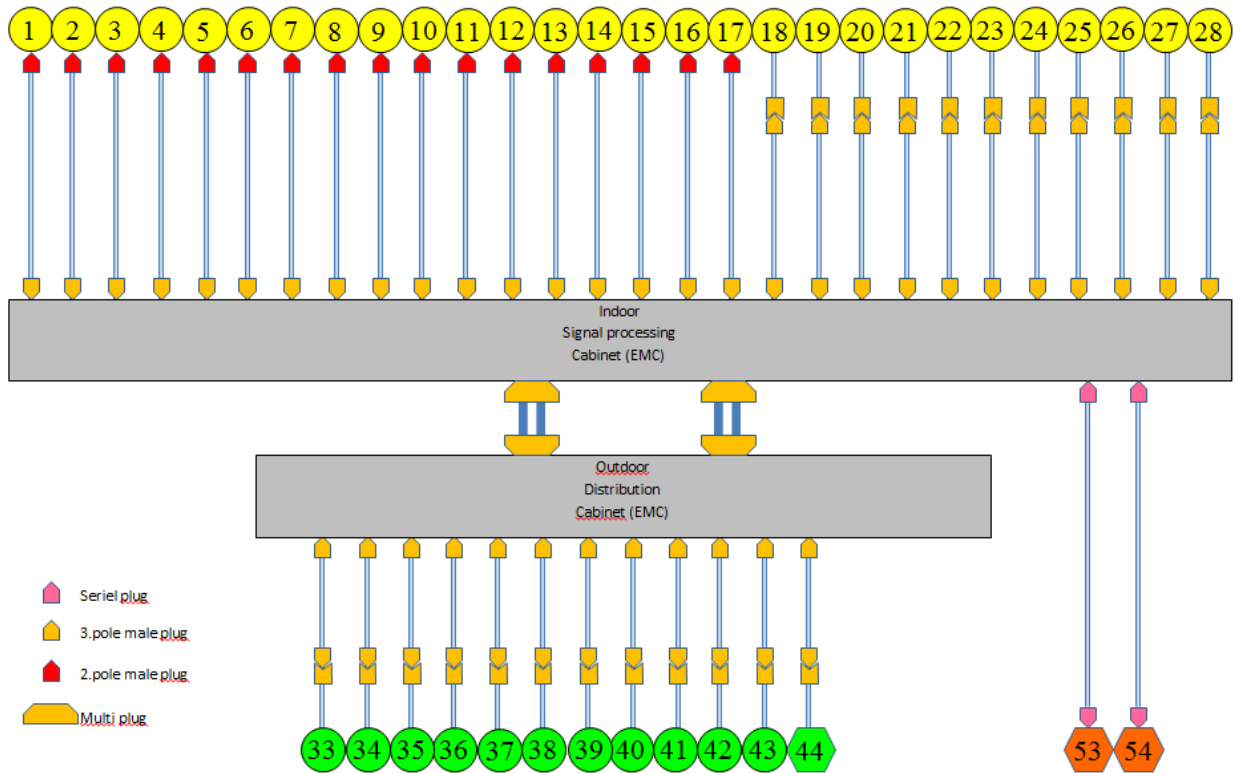 1 2 3 4 5 6 7 8 9 10 11 12 13 14 15 16 17 18 19 20 21 22 23 24 25 26 27 28
Indoor
Signal processing
Cabinet (EMC)
Outdoor
Distribution
Cabinet (EMC)
Seriel plug
3.pole male plug
2.pole male plug
Multi plug
33 34 35 36 37 38 39 40 41 42 43 44 53 54